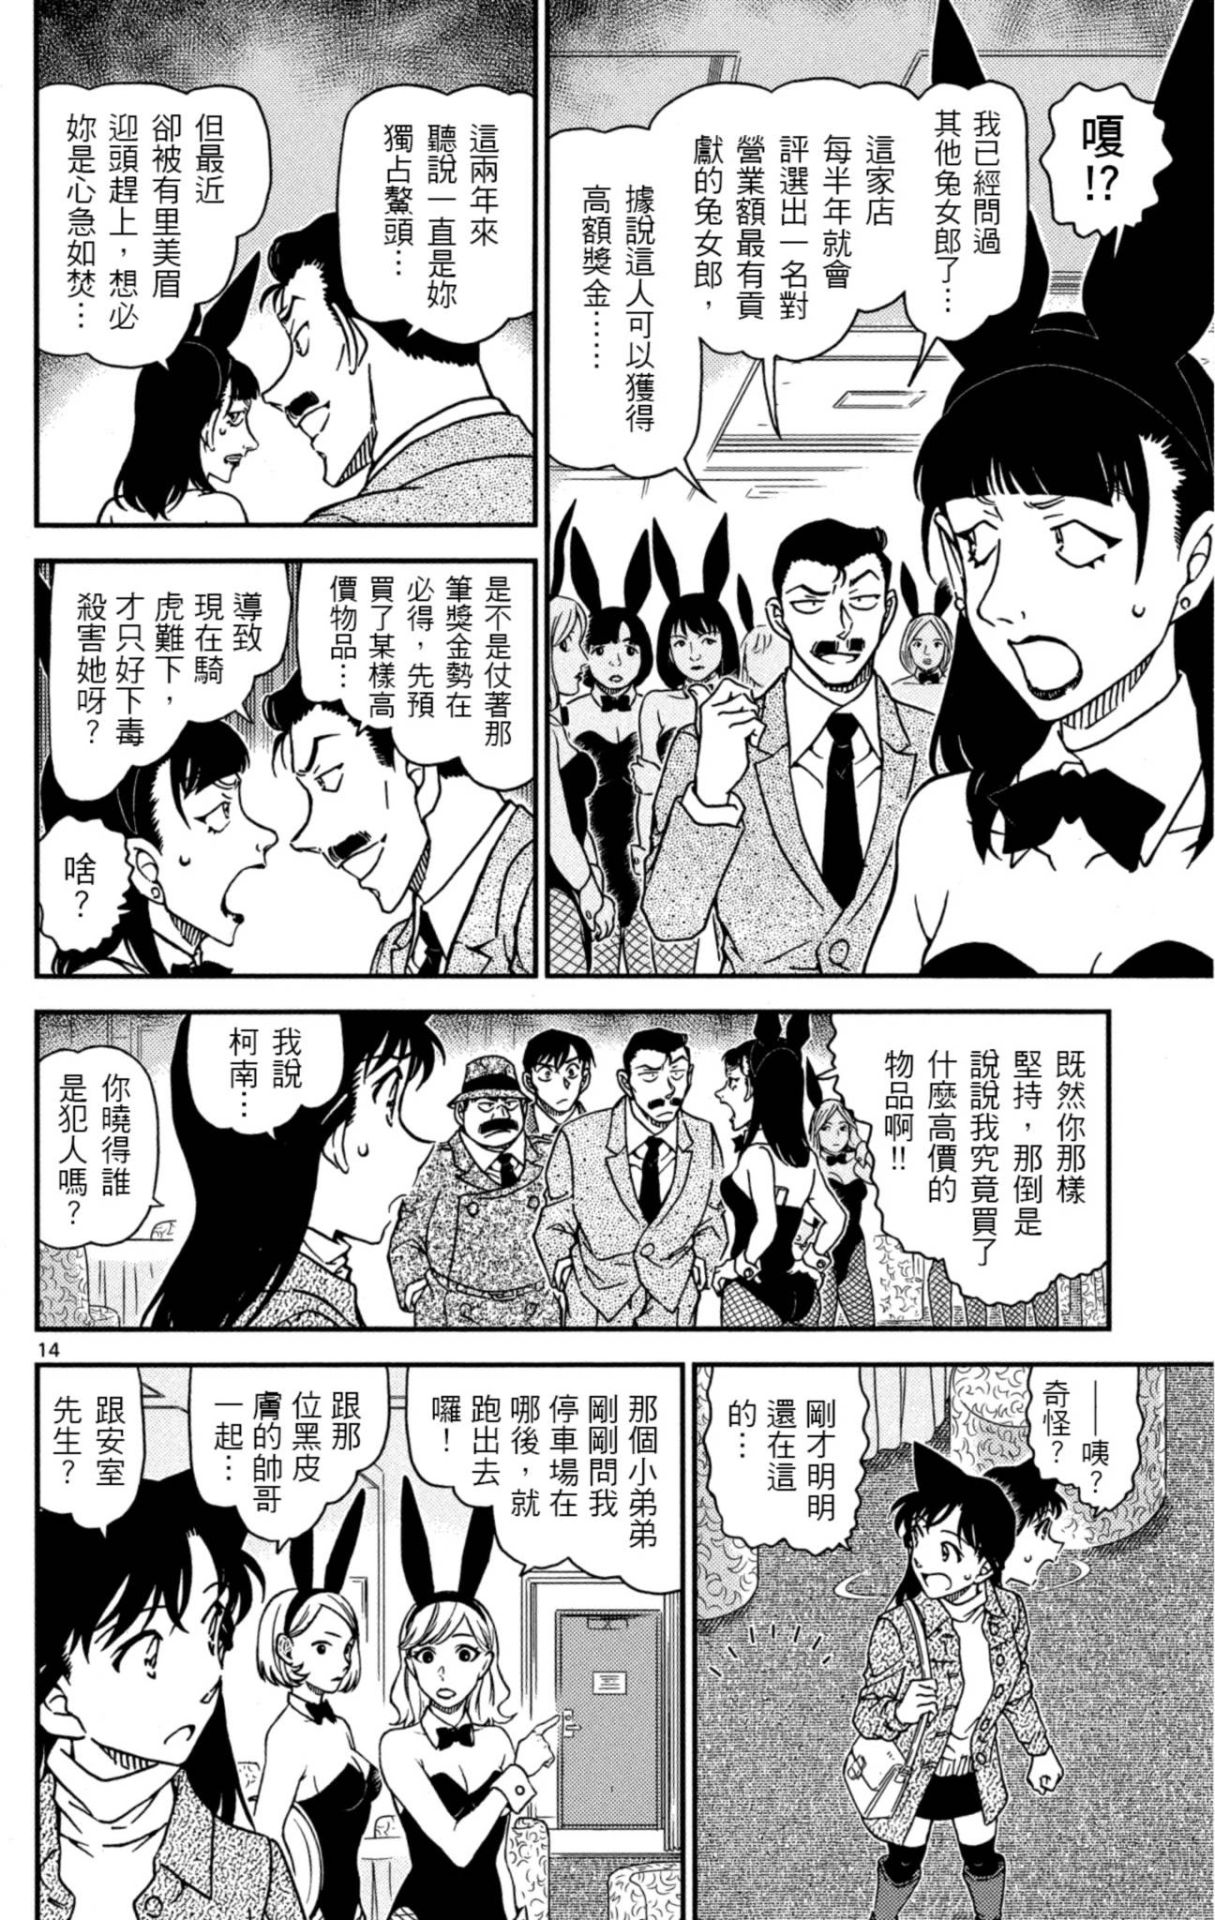 嗄!?
我已經問過
其他兔女郎了…
這家店
每半年就會
評選出一名對
營業額最有貢
獻的兔女郎，
據說這人可以獲得
高額獎金……
這兩年來
聽說一直是妳
獨占鰲頭…
但最近
卻被有里美眉
迎頭趕上，想必
妳是心急如焚…
是不是仗著那
筆獎金勢在
必得，先預
買了某樣高
價物品…
導致
現在騎
虎難下，
才只好下毒
殺害她呀？
啥？
既然你那樣
堅持，那倒是
說說我究竟買了
什麼高價的
物品啊!!
我說
柯南…
你曉得誰
是犯人嗎？
14
──咦？
奇怪？
剛才明明
還在這
的…
那個小弟弟
剛剛問我
停車場在
哪後，就
跑出去
囉！
跟那
位黑皮
膚的帥哥
一起…
跟安室
先生？